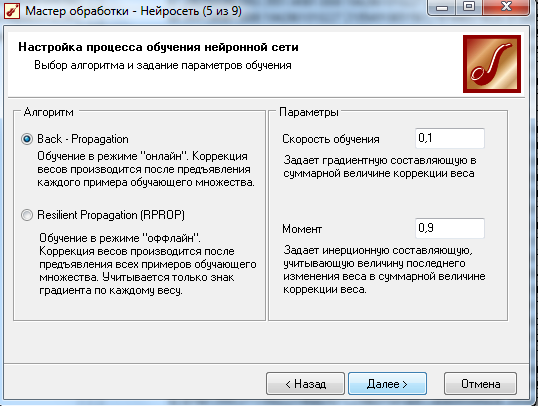 Мастер обработки - Нейросеть (5 из 9)
Настройка процесса обучения нейронной сети
Выбор алгоритма и задание параметров обучения
Алгоритм
Back - Propagation
Обучение в режиме "онлайн". Коррекция
весов производится после предъявления
каждого примера обучающего множества.
Resilient Propagation (RPROP)
Обучение в режиме "оффлайн".
Коррекция весов производится после
предъявления всех примеров обучающего
множества. Учитывается только знак
градиента по каждому весу.
Параметры
Скорость обучения 0,1
Задает градиентную составляющую в
суммарной величине коррекции веса
Момент 0,9
Задает инерционную составляющую,
учитывающую величину последнего
изменения веса в суммарной величине
коррекции веса.
< Назад Далее > Отмена